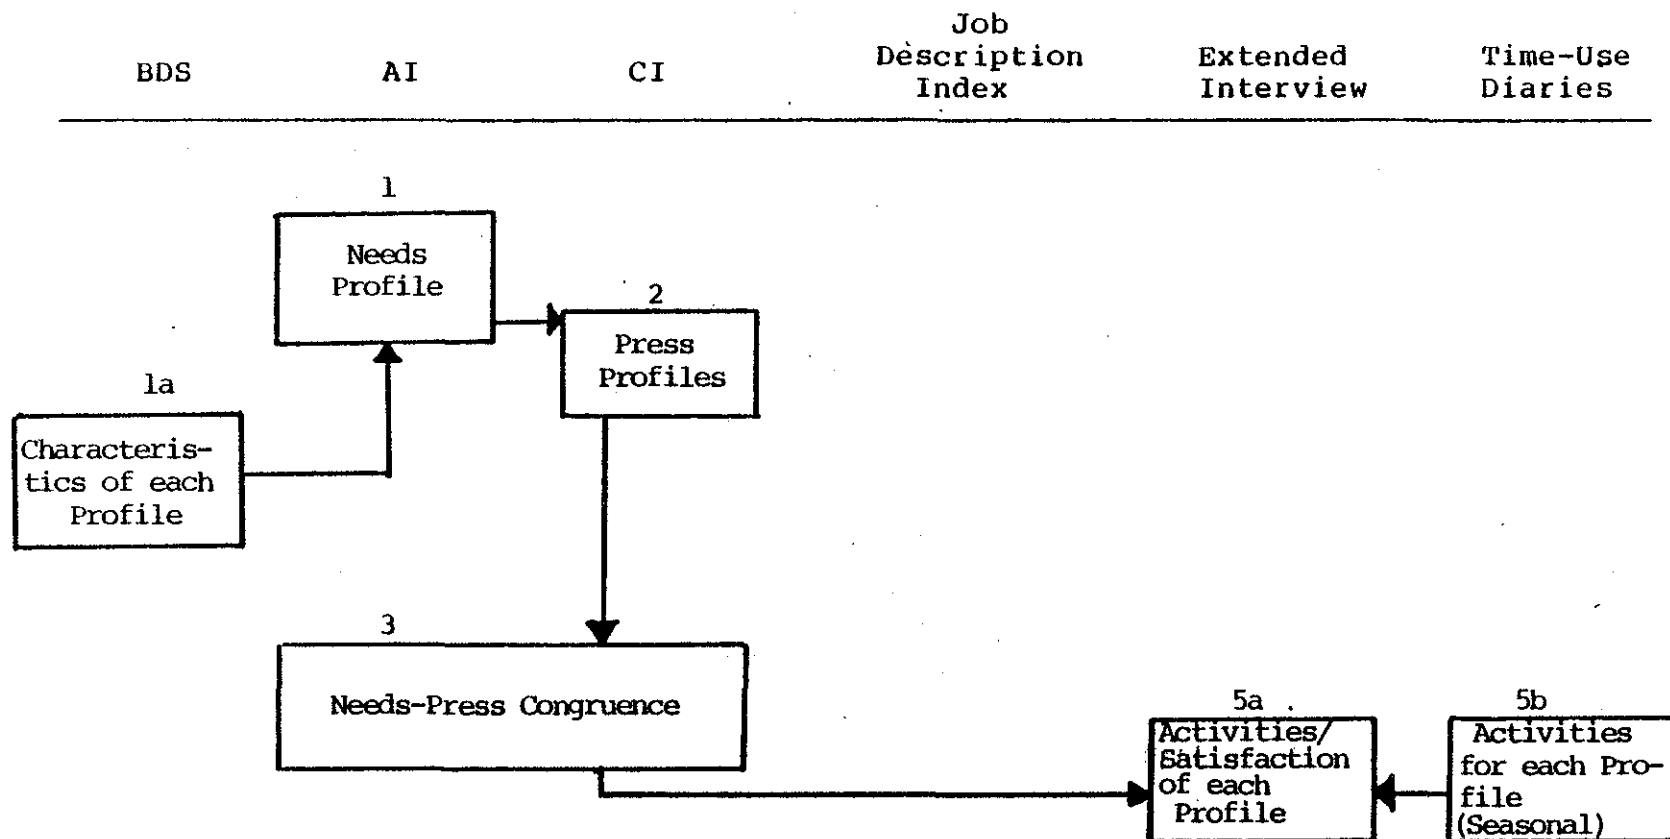 BDS AI CI Job Description Index Extended Interview Time-Use Diaries
1
Needs
Profile
2
Press
Profiles
1a
Characteris-
tics of each
Profile
3
Needs-Press Congruence
5a
Activities/
Satisfaction
of each
Profile
5b
Activities
for each Pro-
file
(Seasonal)